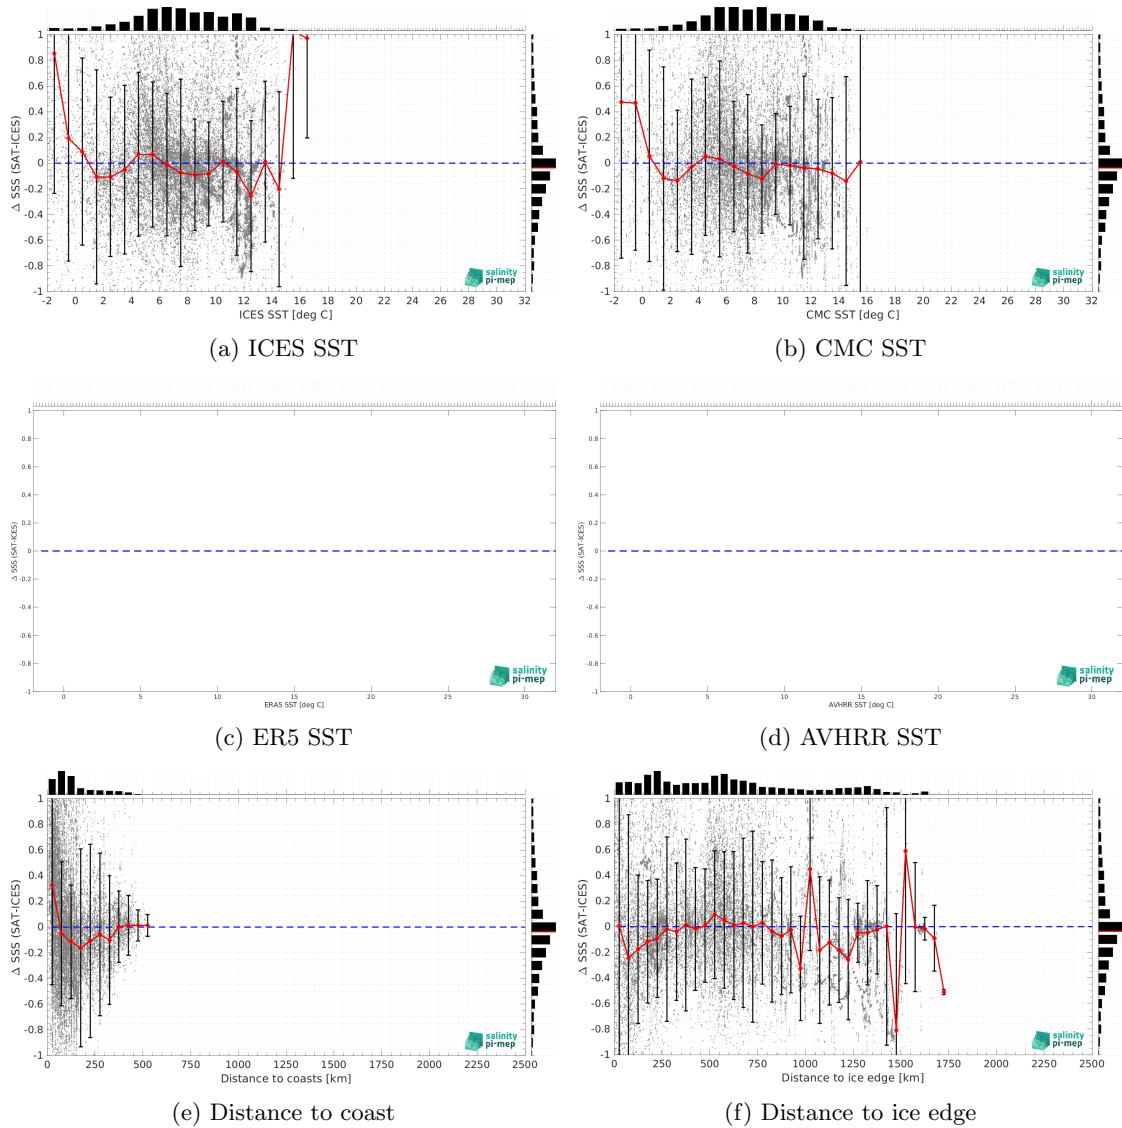 1
0.8
0.6
0.4
0.2
0
-0.2
-0.4
-0.6
-0.8
-1
Δ SSS (SAT-ICES)
-2 0 2 4 6 8 10 12 14 16 18 20 22 24 26 28 30 32
ICES SST [deg C]
salinity
pi-mep
(a) ICES SST
1
0.8
0.6
0.4
0.2
0
-0.2
-0.4
-0.6
-0.8
-1
Δ SSS (SAT-ICES)
-2 0 2 4 6 8 10 12 14 16 18 20 22 24 26 28 30 32
CMC SST [deg C]
salinity
pi-mep
(b) CMC SST
1
0.8
0.6
0.4
0.2
0
-0.2
-0.4
-0.6
-0.8
-1
Δ SSS (SAT-ICES)
0 5 10 15 20 25 30
ERA5 SST [deg C]
salinity
pi-mep
(c) ER5 SST
1
0.8
0.6
0.4
0.2
0
-0.2
-0.4
-0.6
-0.8
-1
Δ SSS (SAT-ICES)
0 5 10 15 20 25 30
AVHRR SST [deg C]
salinity
pi-mep
(d) AVHRR SST
1
0.8
0.6
0.4
0.2
0
-0.2
-0.4
-0.6
-0.8
-1
Δ SSS (SAT-ICES)
0 250 500 750 1000 1250 1500 1750 2000 2250 2500
Distance to coasts [km]
salinity
pi-mep
(e) Distance to coast
1
0.8
0.6
0.4
0.2
0
-0.2
-0.4
-0.6
-0.8
-1
Δ SSS (SAT-ICES)
0 250 500 750 1000 1250 1500 1750 2000 2250 2500
Distance to ice edge [km]
salinity
pi-mep
(f) Distance to ice edge